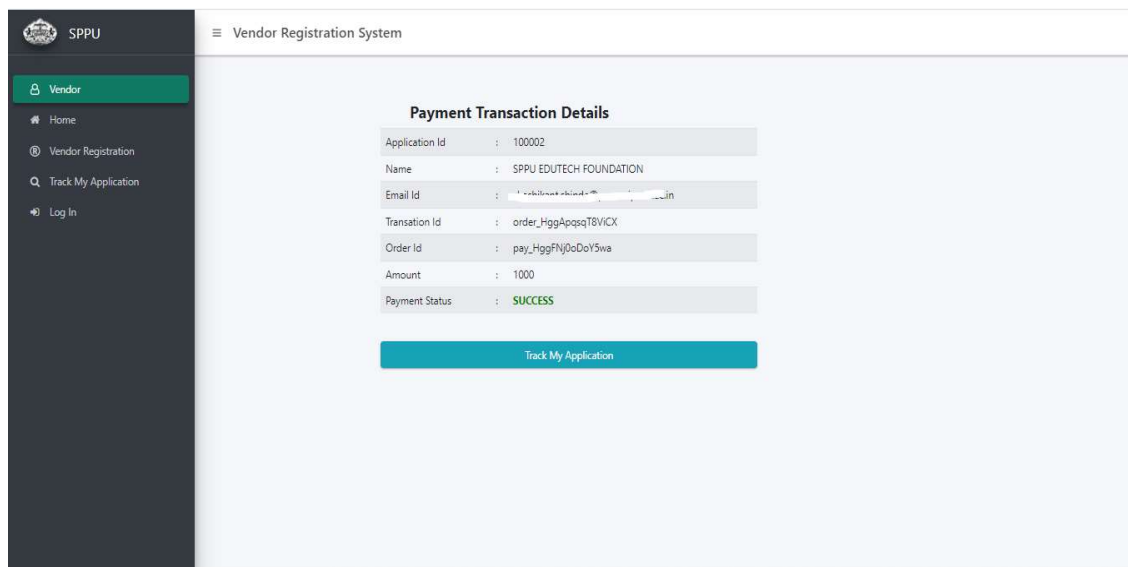 SPPU
Vendor Registration System
Vendor
Home
Vendor Registration
Track My Application
Log In
Payment Transaction Details
Application Id : 100002
Name : SPPU EDUTECH FOUNDATION
Email Id :
Transation Id : order_HggApqsqT8ViCX
Order Id : pay_HggFNj0oDoY5wa
Amount : 1000
Payment Status : SUCCESS
Track My Application